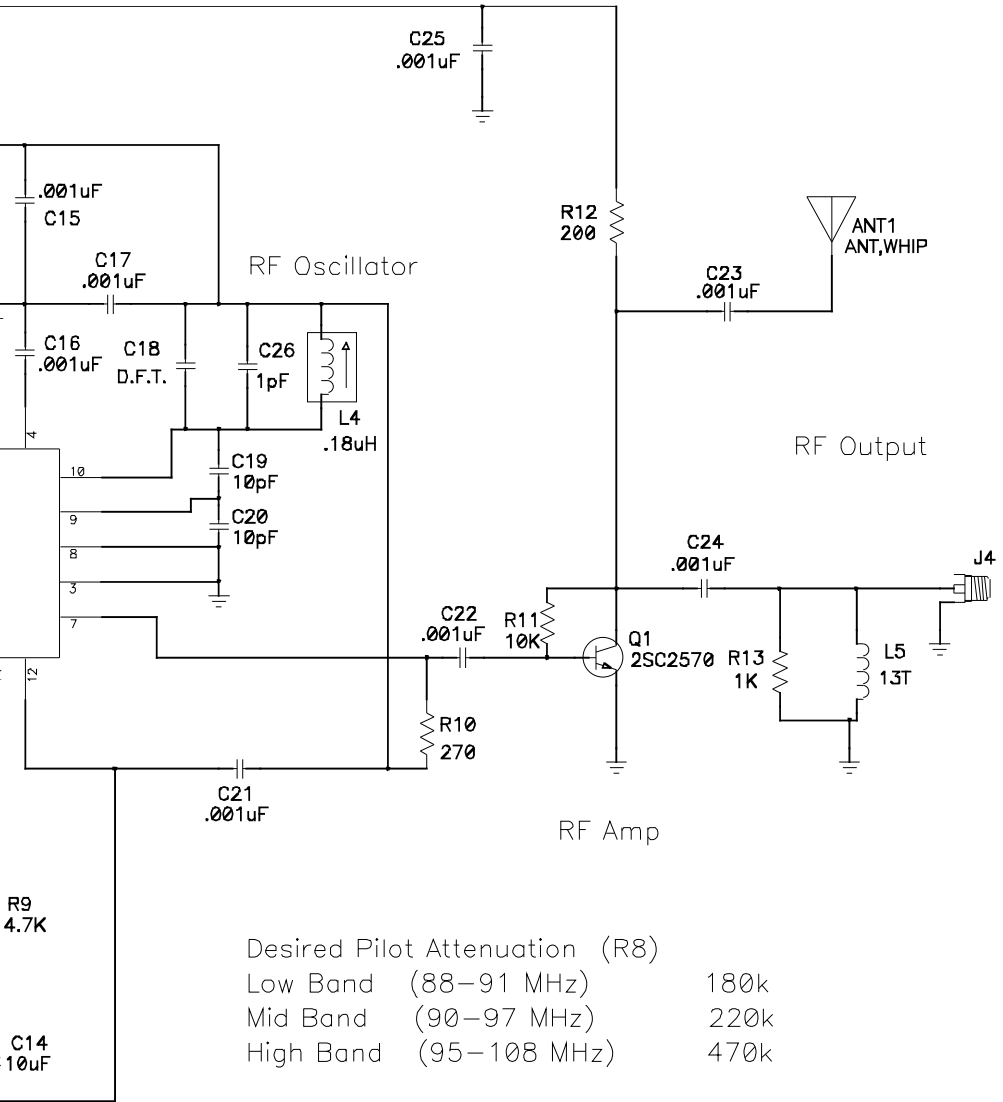 C25
.001uF
.001uF
C15
R12
200
ANT1
ANT,WHIP
C17
.001uF
RF Oscillator
C23
.001uF
C16
.001uF
C18
D.F.T.
C26
1pF
L4
.18uH
4
RF Output
10
C19
10pF
9
C20
10pF
8
3
7
C24
.001uF
J4
C22
.001uF
R11
10K
Q1
2SC2570
R13
1K
L5
13T
12
R10
270
C21
.001uF
RF Amp
R9
4.7K
Desired Pilot Attenuation (R8)
Low Band (88-91 MHz) 180k
Mid Band (90-97 MHz) 220k
High Band (95-108 MHz) 470k
C14
10uF